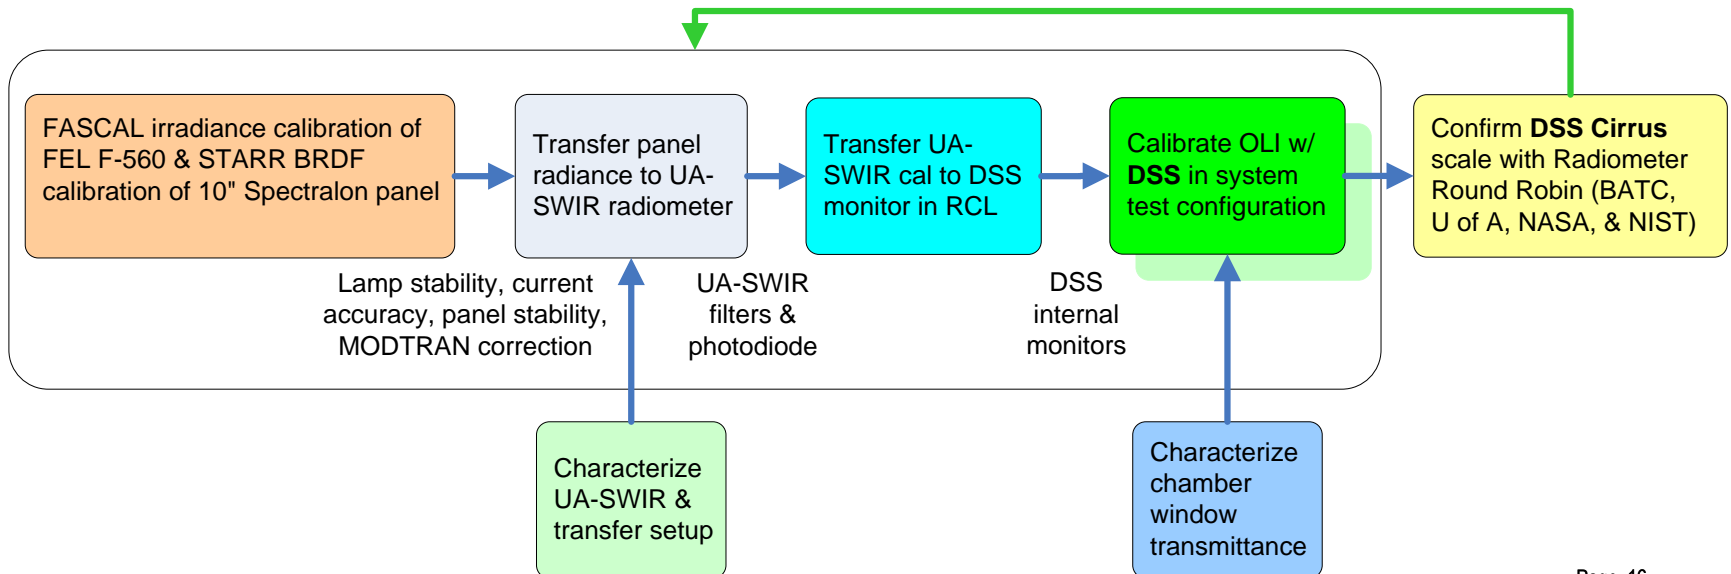 FASCAL irradiance calibration of
FEL F-560 & STARR BRDF
calibration of 10" Spectralon panel
Transfer panel
radiance to UA-
SWIR radiometer
Transfer UA-
SWIR cal to DSS
monitor in RCL
Calibrate OLI w/
DSS in system
test configuration
Confirm DSS Cirrus
scale with Radiometer
Round Robin (BATC,
U of A, NASA, & NIST)
Lamp stability, current
accuracy, panel stability,
MODTRAN correction
UA-SWIR
filters &
photodiode
DSS
internal
monitors
Characterize
UA-SWIR &
transfer setup
Characterize
chamber
window
transmittance
Page 16